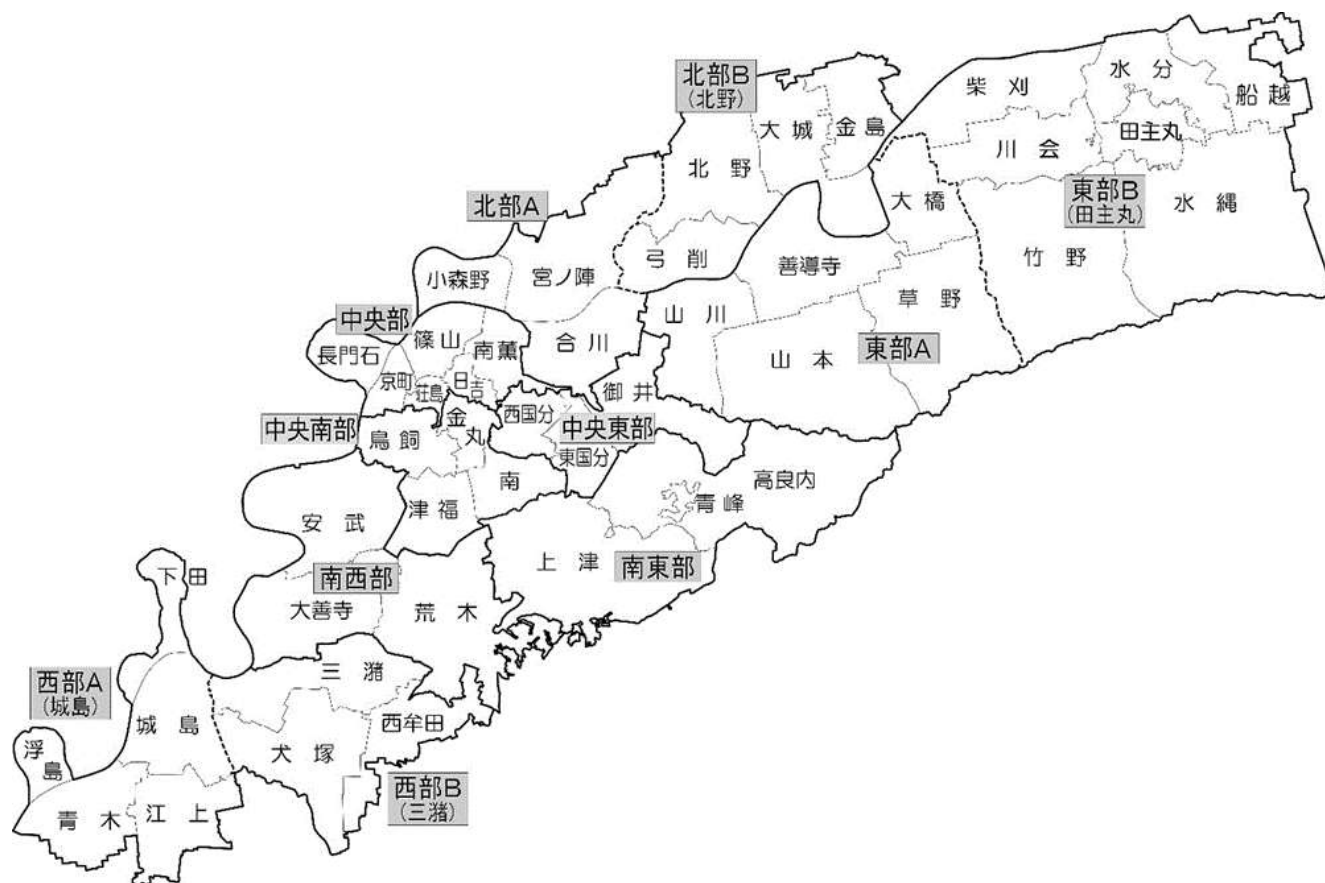 北部B
(北野)
大城
金島
北野
弓削
柴刈
水分
船越
田主丸
川会
大橋
東部B
(田主丸)
水縄
竹野
北部A
小森野
宮ノ陣
善導寺
草野
山川
山本
東部A
中央部
長門石
篠山
南薫
合川
京町
荘島
日吉
御井
中央南部
鳥飼
金丸
西国分
中央東部
東国分
南
津福
高良内
青峰
安武
上津
南東部
下田
南西部
大善寺
荒木
西部A
(城島)
三潴
城島
西牟田
犬塚
浮島
西部B
(三潴)
青木
江上